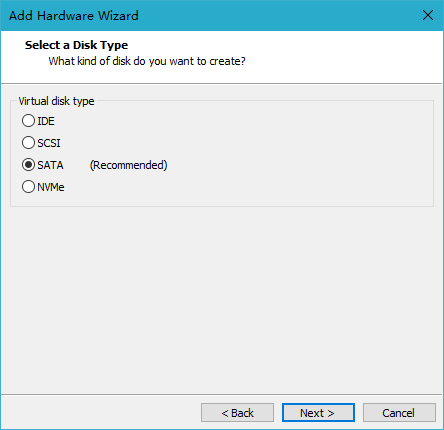 Add Hardware Wizard
Select a Disk Type
What kind of disk do you want to create?
Virtual disk type
IDE
SCSI
SATA (Recommended)
NVMe
< Back Next > Cancel